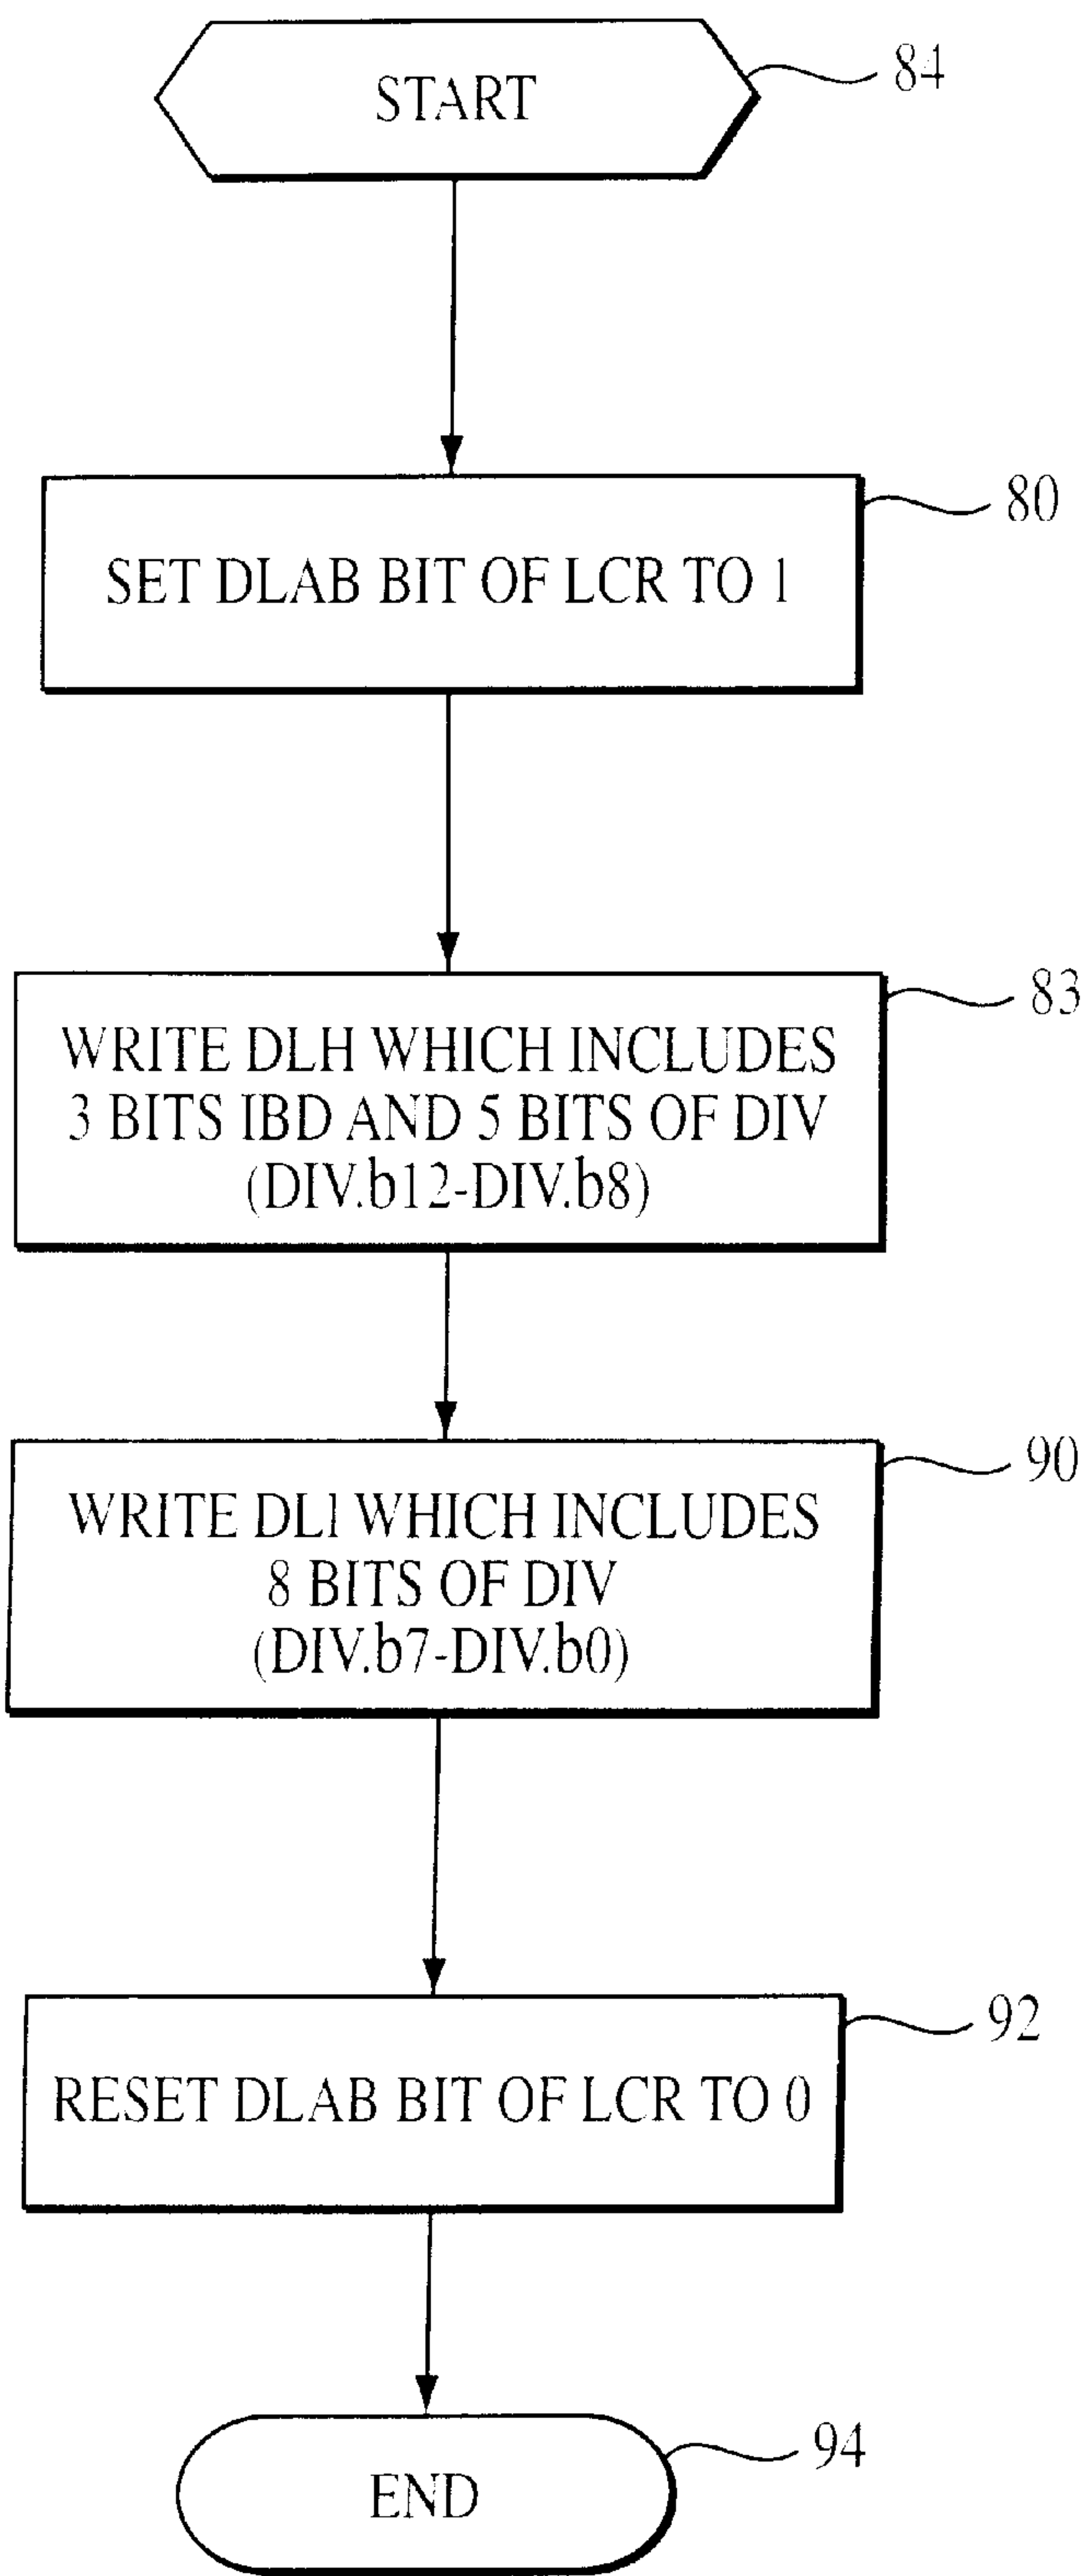 START
84
SET DLAB BIT OF LCR TO 1
80
WRITE DLH WHICH INCLUDES
3 BITS IBD AND 5 BITS OF DIV
(DIV.b12-DIV.b8)
83
WRITE DLl WHICH INCLUDES
8 BITS OF DIV
(DIV.b7-DIV.b0)
90
RESET DLAB BIT OF LCR TO 0
92
END
94